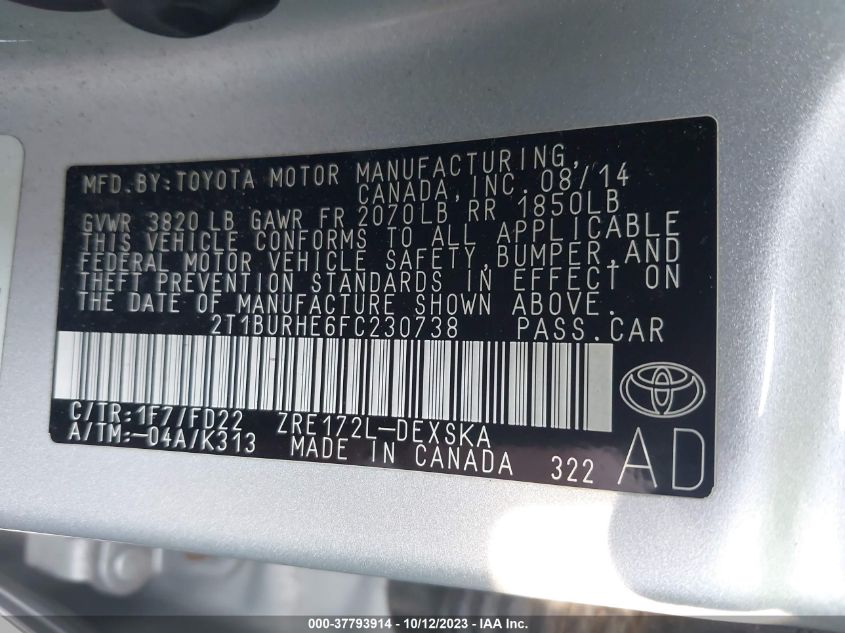 MFD. BY: TOYOTA MOTOR MANUFACTURING,
CANADA, INC. 08/14
GVWR 3820 LB GAWR FR 2070LB RR 1850LB
THIS VEHICLE CONFORMS TO ALL APPLICABLE
FEDERAL MOTOR VEHICLE SAFETY, BUMPER, AND
THEFT PREVENTION STANDARDS IN EFFECT ON
THE DATE OF MANUFACTURE SHOWN ABOVE.
2T1BURHE6FC230738 PASS.CAR
C/TR:1F7/FD22 ZRE172L-DEXSKA
A/TM:-04A/K313 MADE IN CANADA 322 AD
000-37793914 - 10/12/2023 - IAA Inc.